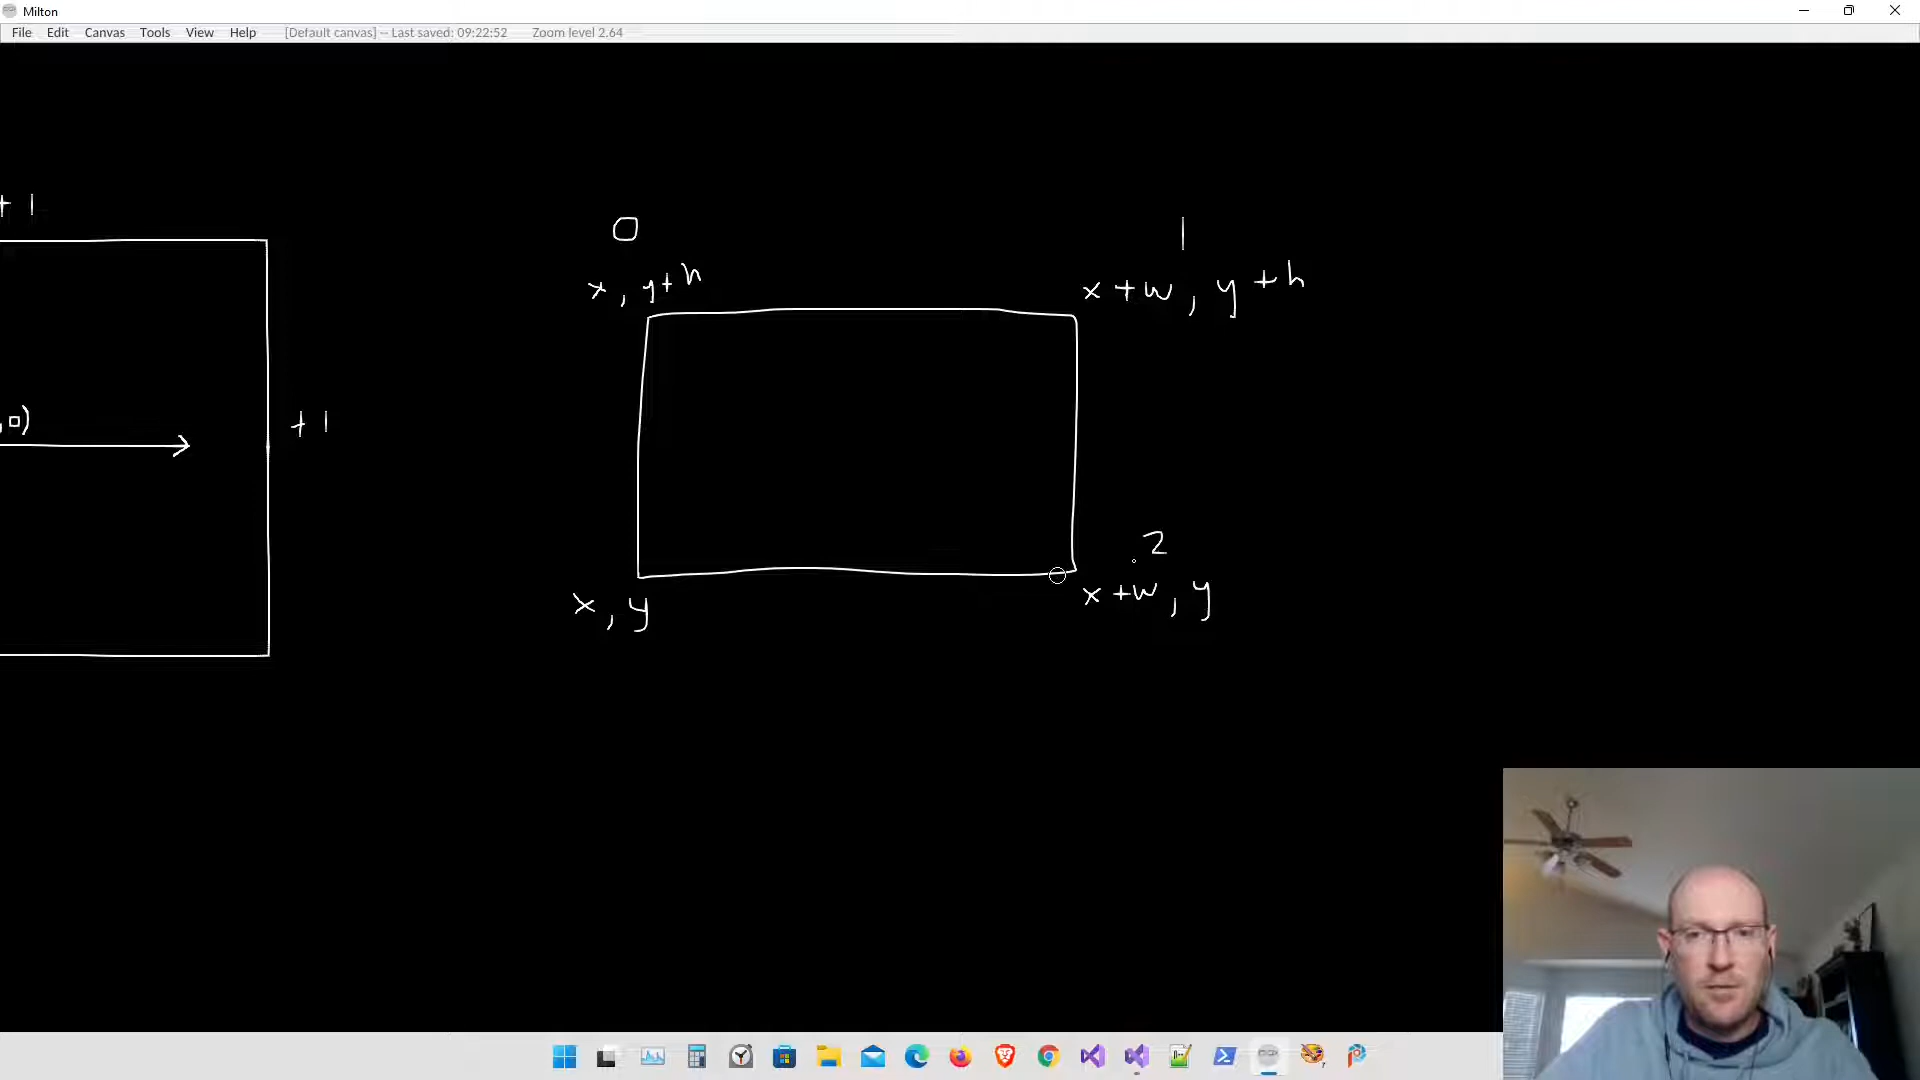 Milton
File Edit Canvas Tools View Help [Default canvas] -- Last saved: 09:22:52 Zoom level 2.64
+ 1
0
1
x, y+h
x+w, y+h
,0)
+1
2
x+w, y
x, y